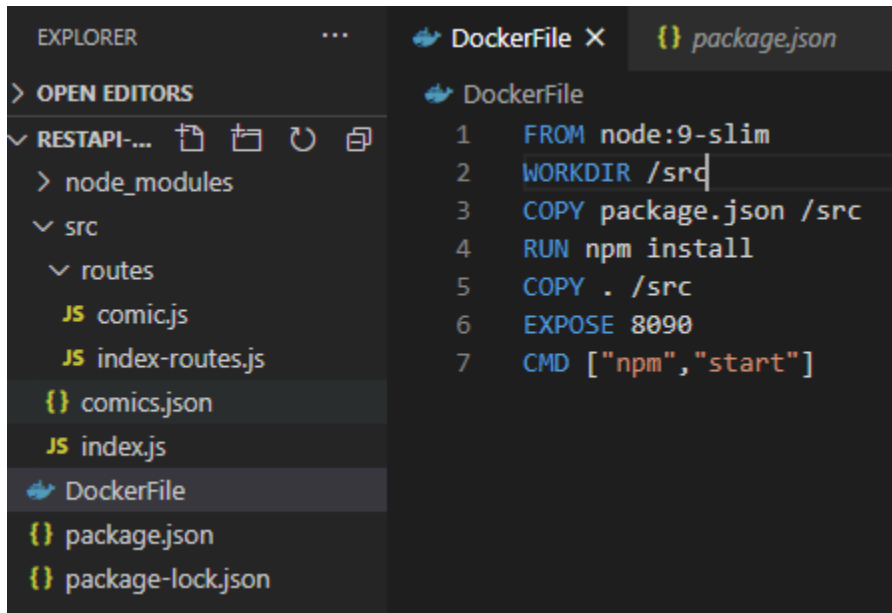 EXPLORER ...
OPEN EDITORS
RESTAPI-...
node_modules
src
routes
JS comic.js
JS index-routes.js
{} comics.json
JS index.js
DockerFile
{} package.json
{} package-lock.json
DockerFile {} package.json
DockerFile
1 FROM node:9-slim
2 WORKDIR /src
3 COPY package.json /src
4 RUN npm install
5 COPY . /src
6 EXPOSE 8090
7 CMD ["npm","start"]